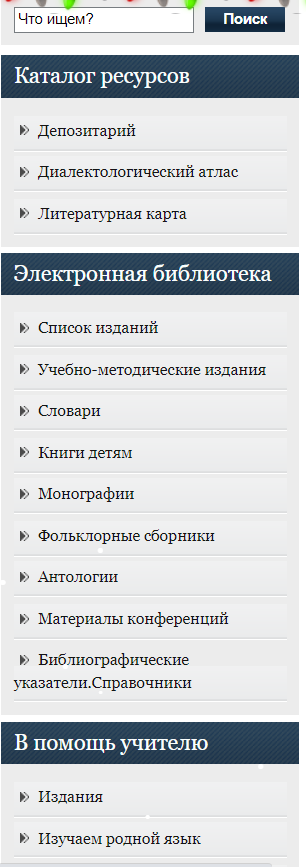 Что ищем?
Поиск
Каталог ресурсов
Депозитарий
Диалектологический атлас
Литературная карта
Электронная библиотека
Список изданий
Учебно-методические издания
Словари
Книги детям
Монографии
Фольклорные сборники
Антологии
Материалы конференций
Библиографические
указатели.Справочники
В помощь учителю
Издания
Изучаем родной язык